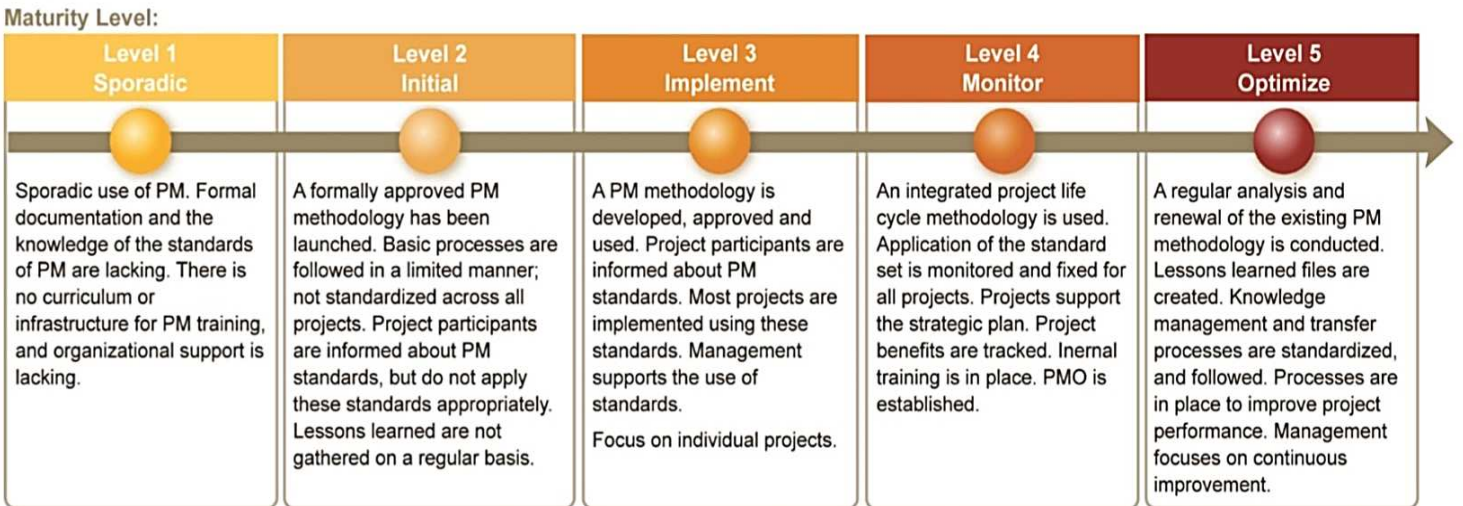 Maturity Level:
Level 1
Sporadic
Sporadic use of PM. Formal
documentation and the
knowledge of the standards
of PM are lacking. There is
no curriculum or
infrastructure for PM training,
and organizational support is
lacking.
Level 2
Initial
A formally approved PM
methodology has been
launched. Basic processes are
followed in a limited manner;
not standardized across all
projects. Project participants
are informed about PM
standards, but do not apply
these standards appropriately.
Lessons learned are not
gathered on a regular basis.
Level 3
Implement
A PM methodology is
developed, approved and
used. Project participants are
informed about PM
standards. Most projects are
implemented using these
standards. Management
supports the use of
standards.
Focus on individual projects.
Level 4
Monitor
An integrated project life
cycle methodology is used.
Application of the standard
set is monitored and fixed for
all projects. Projects support
the strategic plan. Project
benefits are tracked. Inernal
training is in place. PMO is
established.
Level 5
Optimize
A regular analysis and
renewal of the existing PM
methodology is conducted.
Lessons learned files are
created. Knowledge
management and transfer
processes are standardized,
and followed. Processes are
in place to improve project
performance. Management
focuses on continuous
improvement.